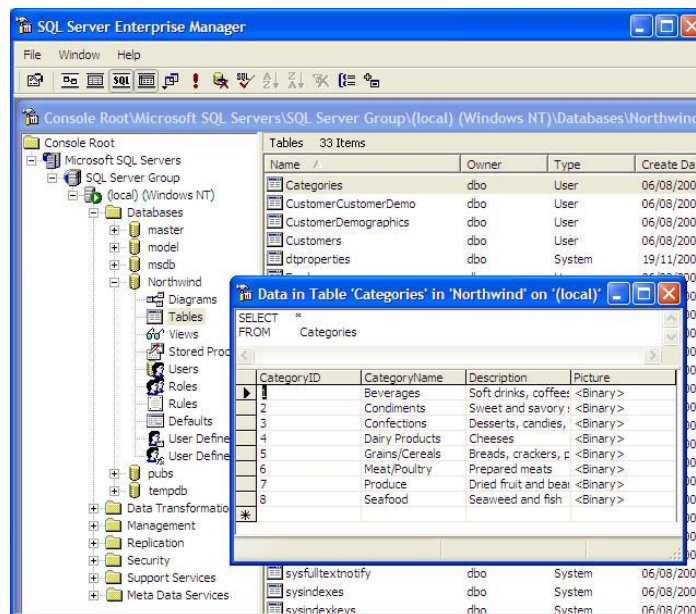 SQL Server Enterprise Manager
File Window Help
SQL SQL
Console Root\Microsoft SQL Servers\SQL Server Group\(local) (Windows NT)\Databases\Northwind
Console Root
Microsoft SQL Servers
SQL Server Group
(local) (Windows NT)
Databases
master
model
msdb
Northwind
Diagrams
Tables
Views
Stored Proc
Users
Roles
Rules
Defaults
User Define
User Define
pubs
tempdb
Data Transformatio
Management
Replication
Security
Support Services
Meta Data Services
Tables 33 Items
Name Owner Type Create Da
Categories dbo User 06/08/200
CustomerCustomerDemo dbo User 06/08/200
CustomerDemographics dbo User 06/08/200
Customers dbo User 06/08/200
dtproperties dbo System 19/11/200
Data in Table 'Categories' in 'Northwind' on '(local)'
SELECT *
FROM Categories
CategoryID CategoryName Description Picture
1 Beverages Soft drinks, coffees <Binary>
2 Condiments Sweet and savory <Binary>
3 Confections Desserts, candies, <Binary>
4 Dairy Products Cheeses <Binary>
5 Grains/Cereals Breads, crackers, p <Binary>
6 Meat/Poultry Prepared meats <Binary>
7 Produce Dried fruit and bear <Binary>
8 Seafood Seaweed and fish <Binary>
sysfulltextnotify dbo System 06/08/200
sysindexes dbo System 06/08/200
sysindexkeys dbo System 06/08/200